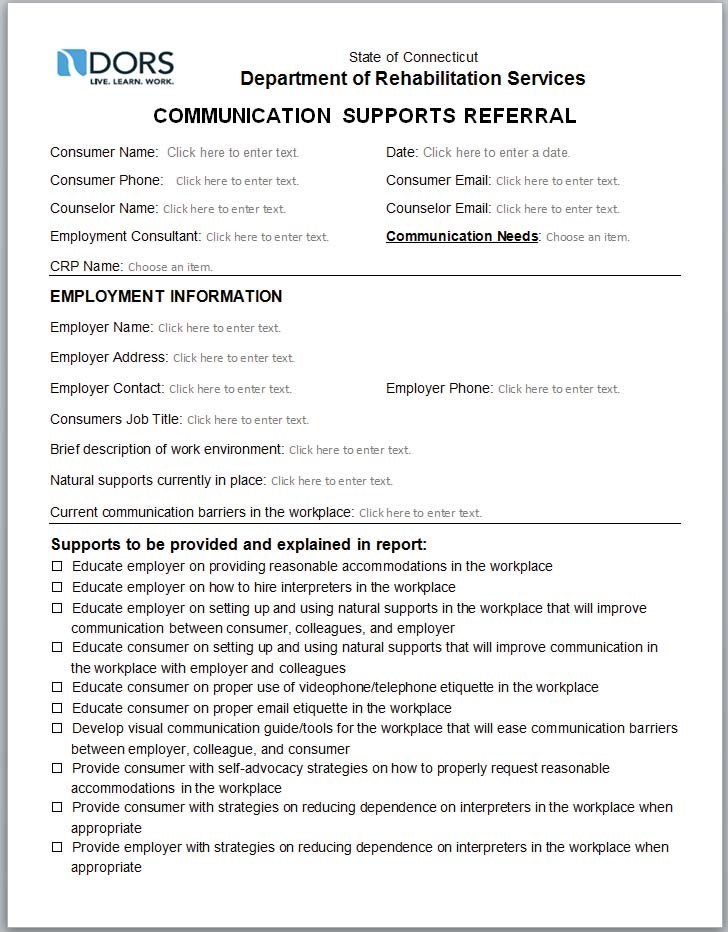 DORS
LIVE. LEARN. WORK.
State of Connecticut
Department of Rehabilitation Services
COMMUNICATION SUPPORTS REFERRAL
Consumer Name: Click here to enter text. Date: Click here to enter a date.
Consumer Phone: Click here to enter text. Consumer Email: Click here to enter text.
Counselor Name: Click here to enter text. Counselor Email: Click here to enter text.
Employment Consultant: Click here to enter text. Communication Needs: Choose an item.
CRP Name: Choose an item.
EMPLOYMENT INFORMATION
Employer Name: Click here to enter text.
Employer Address: Click here to enter text.
Employer Contact: Click here to enter text. Employer Phone: Click here to enter text.
Consumers Job Title: Click here to enter text.
Brief description of work environment: Click here to enter text.
Natural supports currently in place: Click here to enter text.
Current communication barriers in the workplace: Click here to enter text.
Supports to be provided and explained in report:
☐ Educate employer on providing reasonable accommodations in the workplace
☐ Educate employer on how to hire interpreters in the workplace
☐ Educate employer on setting up and using natural supports in the workplace that will improve
communication between consumer, colleagues, and employer
☐ Educate consumer on setting up and using natural supports that will improve communication in
the workplace with employer and colleagues
☐ Educate consumer on proper use of videophone/telephone etiquette in the workplace
☐ Educate consumer on proper email etiquette in the workplace
☐ Develop visual communication guide/tools for the workplace that will ease communication barriers
between employer, colleague, and consumer
☐ Provide consumer with self-advocacy strategies on how to properly request reasonable
accommodations in the workplace
☐ Provide consumer with strategies on reducing dependence on interpreters in the workplace when
appropriate
☐ Provide employer with strategies on reducing dependence on interpreters in the workplace when
appropriate